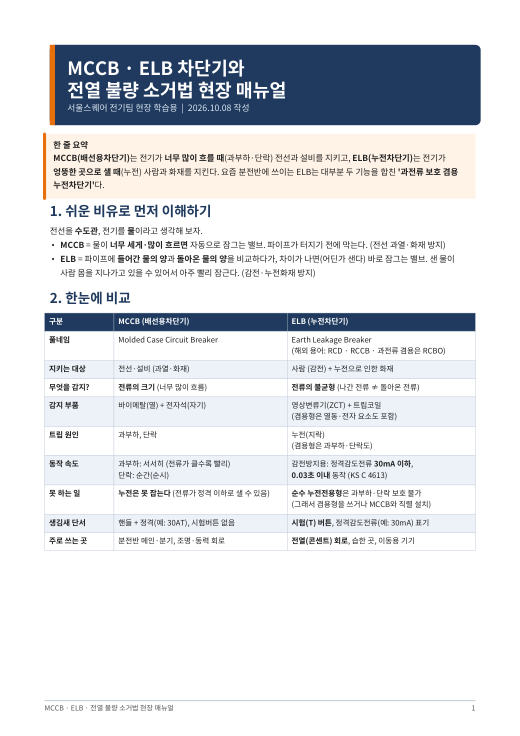 MCCB · ELB 차단기와
전열 불량 소거법 현장 매뉴얼
서울스퀘어 전기팀 현장 학습용 | 2026.10.08 작성
한 줄 요약
MCCB(배선용차단기)는 전기가 너무 많이 흐를 때(과부하·단락) 전선과 설비를 지키고, ELB(누전차단기)는 전기가
엉뚱한 곳으로 샐 때(누전) 사람과 화재를 지킨다. 요즘 분전반에 쓰이는 ELB는 대부분 두 기능을 합친 '과전류 보호 겸용
누전차단기'다.
1. 쉬운 비유로 먼저 이해하기
전선을 수도관, 전기를 물이라고 생각해 보자.
• MCCB = 물이 너무 세게·많이 흐르면 자동으로 잠그는 밸브. 파이프가 터지기 전에 막는다. (전선 과열·화재 방지)
• ELB = 파이프에 들어간 물의 양과 돌아온 물의 양을 비교하다가, 차이가 나면(어딘가 샌다) 바로 잠그는 밸브. 샌 물이
사람 몸을 지나가고 있을 수 있어서 아주 빨리 잠근다. (감전·누전화재 방지)
2. 한눈에 비교
구분 MCCB (배선용차단기) ELB (누전차단기)
풀네임 Molded Case Circuit Breaker Earth Leakage Breaker
(해외 용어: RCD · RCCB · 과전류 겸용은 RCBO)
지키는 대상 전선·설비 (과열·화재) 사람 (감전) + 누전으로 인한 화재
무엇을 감지? 전류의 크기 (너무 많이 흐름) 전류의 불균형 (나간 전류 ≠ 돌아온 전류)
감지 부품 바이메탈(열) + 전자석(자기) 영상변류기(ZCT) + 트립코일
(겸용형은 열동·전자 요소도 포함)
트립 원인 과부하, 단락 누전(지락)
(겸용형은 과부하·단락도)
동작 속도 과부하: 서서히 (전류가 클수록 빨리) 감전방지용: 정격감도전류 30mA 이하,
단락: 순간(순시) 0.03초 이내 동작 (KS C 4613)
못 하는 일 누전은 못 잡는다 (전류가 정격 이하로 샐 수 있음) 순수 누전전용형은 과부하·단락 보호 불가
(그래서 겸용형을 쓰거나 MCCB와 직렬 설치)
생김새 단서 핸들 + 정격(예: 30AT), 시험버튼 없음 시험(T) 버튼, 정격감도전류(예: 30mA) 표기
주로 쓰는 곳 분전반 메인·분기, 조명·동력 회로 전열(콘센트) 회로, 습한 곳, 이동용 기기
MCCB · ELB · 전열 불량 소거법 현장 매뉴얼 1